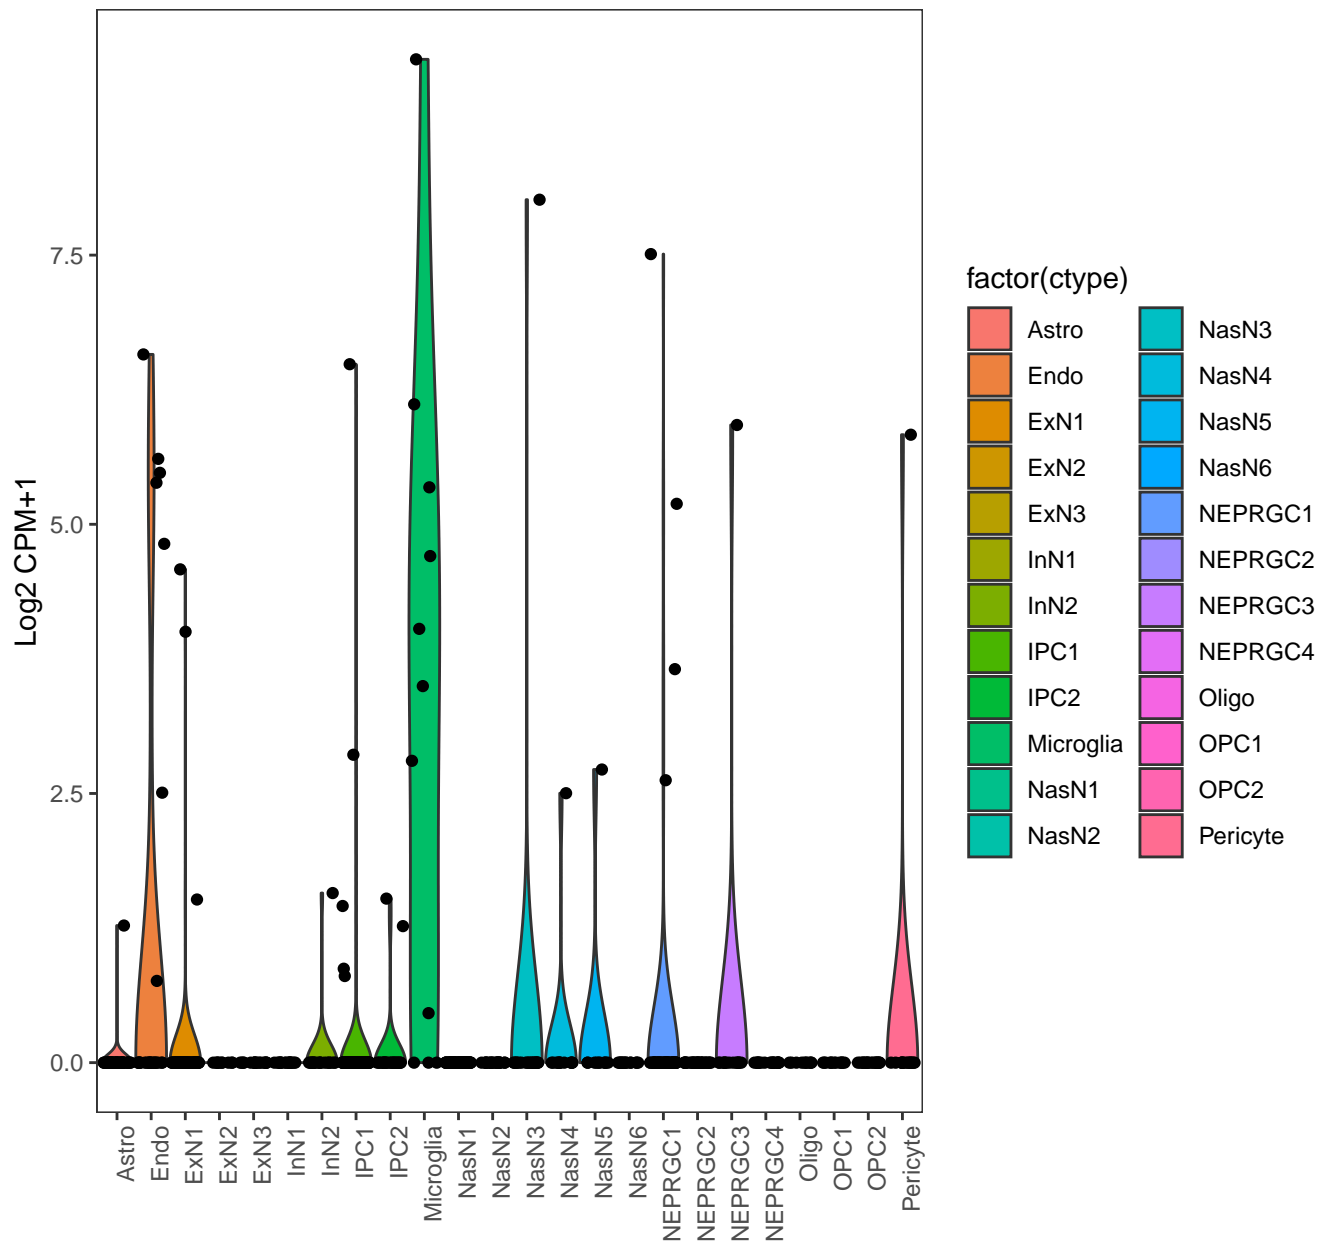 Log2 CPM+1
7.5
5.0
2.5
0.0
Astro
Endo
ExN1
ExN2
ExN3
InN1
InN2
IPC1
IPC2
Microglia
NasN1
NasN2
NasN3
NasN4
NasN5
NasN6
NEPRGC1
NEPRGC2
NEPRGC3
NEPRGC4
Oligo
OPC1
OPC2
Pericyte
factor(ctype)
Astro
Endo
ExN1
ExN2
ExN3
InN1
InN2
IPC1
IPC2
Microglia
NasN1
NasN2
NasN3
NasN4
NasN5
NasN6
NEPRGC1
NEPRGC2
NEPRGC3
NEPRGC4
Oligo
OPC1
OPC2
Pericyte